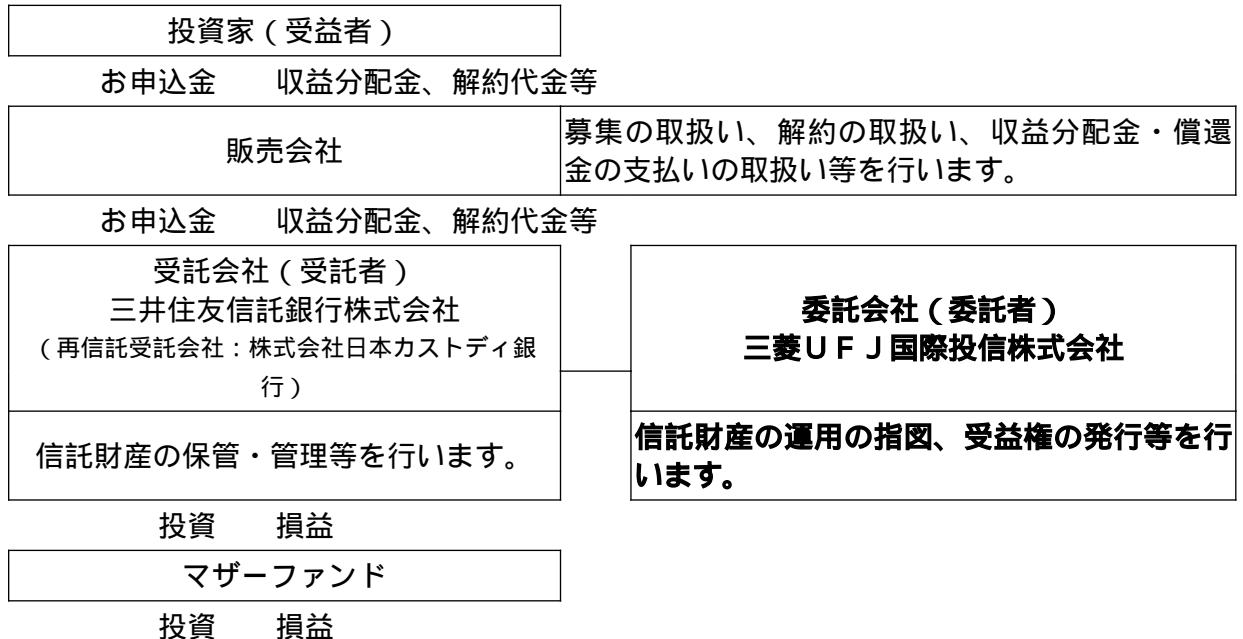 投資家(受益者)
お申込金 収益分配金、解約代金等
販売会社
募集の取扱い、解約の取扱い、収益分配金・償還
金の支払いの取扱い等を行います。
お申込金 収益分配金、解約代金等
受託会社(受託者)
三井住友信託銀行株式会社
(再信託受託会社:株式会社日本カストディ銀
行)
委託会社(委託者)
三菱UFJ国際投信株式会社
信託財産の保管・管理等を行います。
信託財産の運用の指図、受益権の発行等を行
います。
投資 損益
マザーファンド
投資 損益